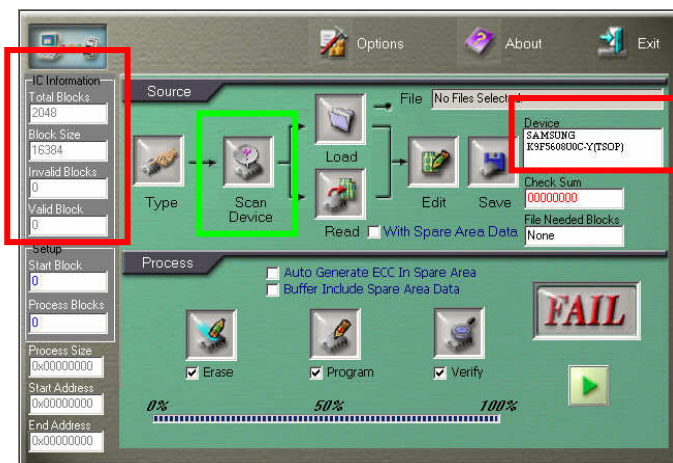 Options
About
Exit
IC Information
Total Blocks
2048
Block Size
16384
Invalid Blocks
0
Valid Block
0
Setup
Start Block
0
Process Blocks
0
Process Size
0x00000000
Start Address
0x00000000
End Address
0x00000000
Source
File No Files Selected
Type
Scan
Device
Load
Read
With Spare Area Data
Edit
Save
Device
SAMSUNG
K9F5608U0C-Y(TSOP)
Check Sum
00000000
File Needed Blocks
None
Process
Auto Generate ECC In Spare Area
Buffer Include Spare Area Data
Erase
Program
Verify
FAIL
0% 50% 100%